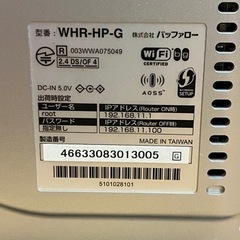 型番: WHR-HP-G 株式会社 バッファロー
R 003WWA075049
2.4 DS/OF 4
Wi Fi bg
DC-IN 5.0V
AOSS
出荷時設定
ユーザー名 IPアドレス(Router ON時)
root 192.168.11.1
パスワード IPアドレス(Router OFF時)
指定無し 192.168.11.100
製造番号 MADE IN TAIWAN
46633083013005 G
5101028101